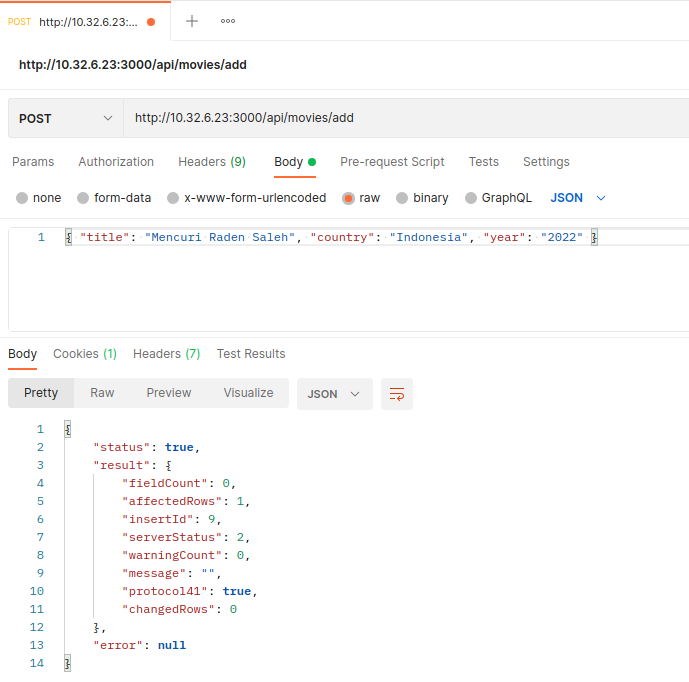 POST http://10.32.6.23:... + ooo
http://10.32.6.23:3000/api/movies/add
POST http://10.32.6.23:3000/api/movies/add
Params Authorization Headers (9) Body Pre-request Script Tests Settings
none form-data x-www-form-urlencoded raw binary GraphQL JSON
1 { "title": "Mencuri Raden Saleh", "country": "Indonesia", "year": "2022" }
Body Cookies (1) Headers (7) Test Results
Pretty Raw Preview Visualize JSON
1 {
2 "status": true,
3 "result": {
4 "fieldCount": 0,
5 "affectedRows": 1,
6 "insertId": 9,
7 "serverStatus": 2,
8 "warningCount": 0,
9 "message": "",
10 "protocol41": true,
11 "changedRows": 0
12 },
13 "error": null
14 }